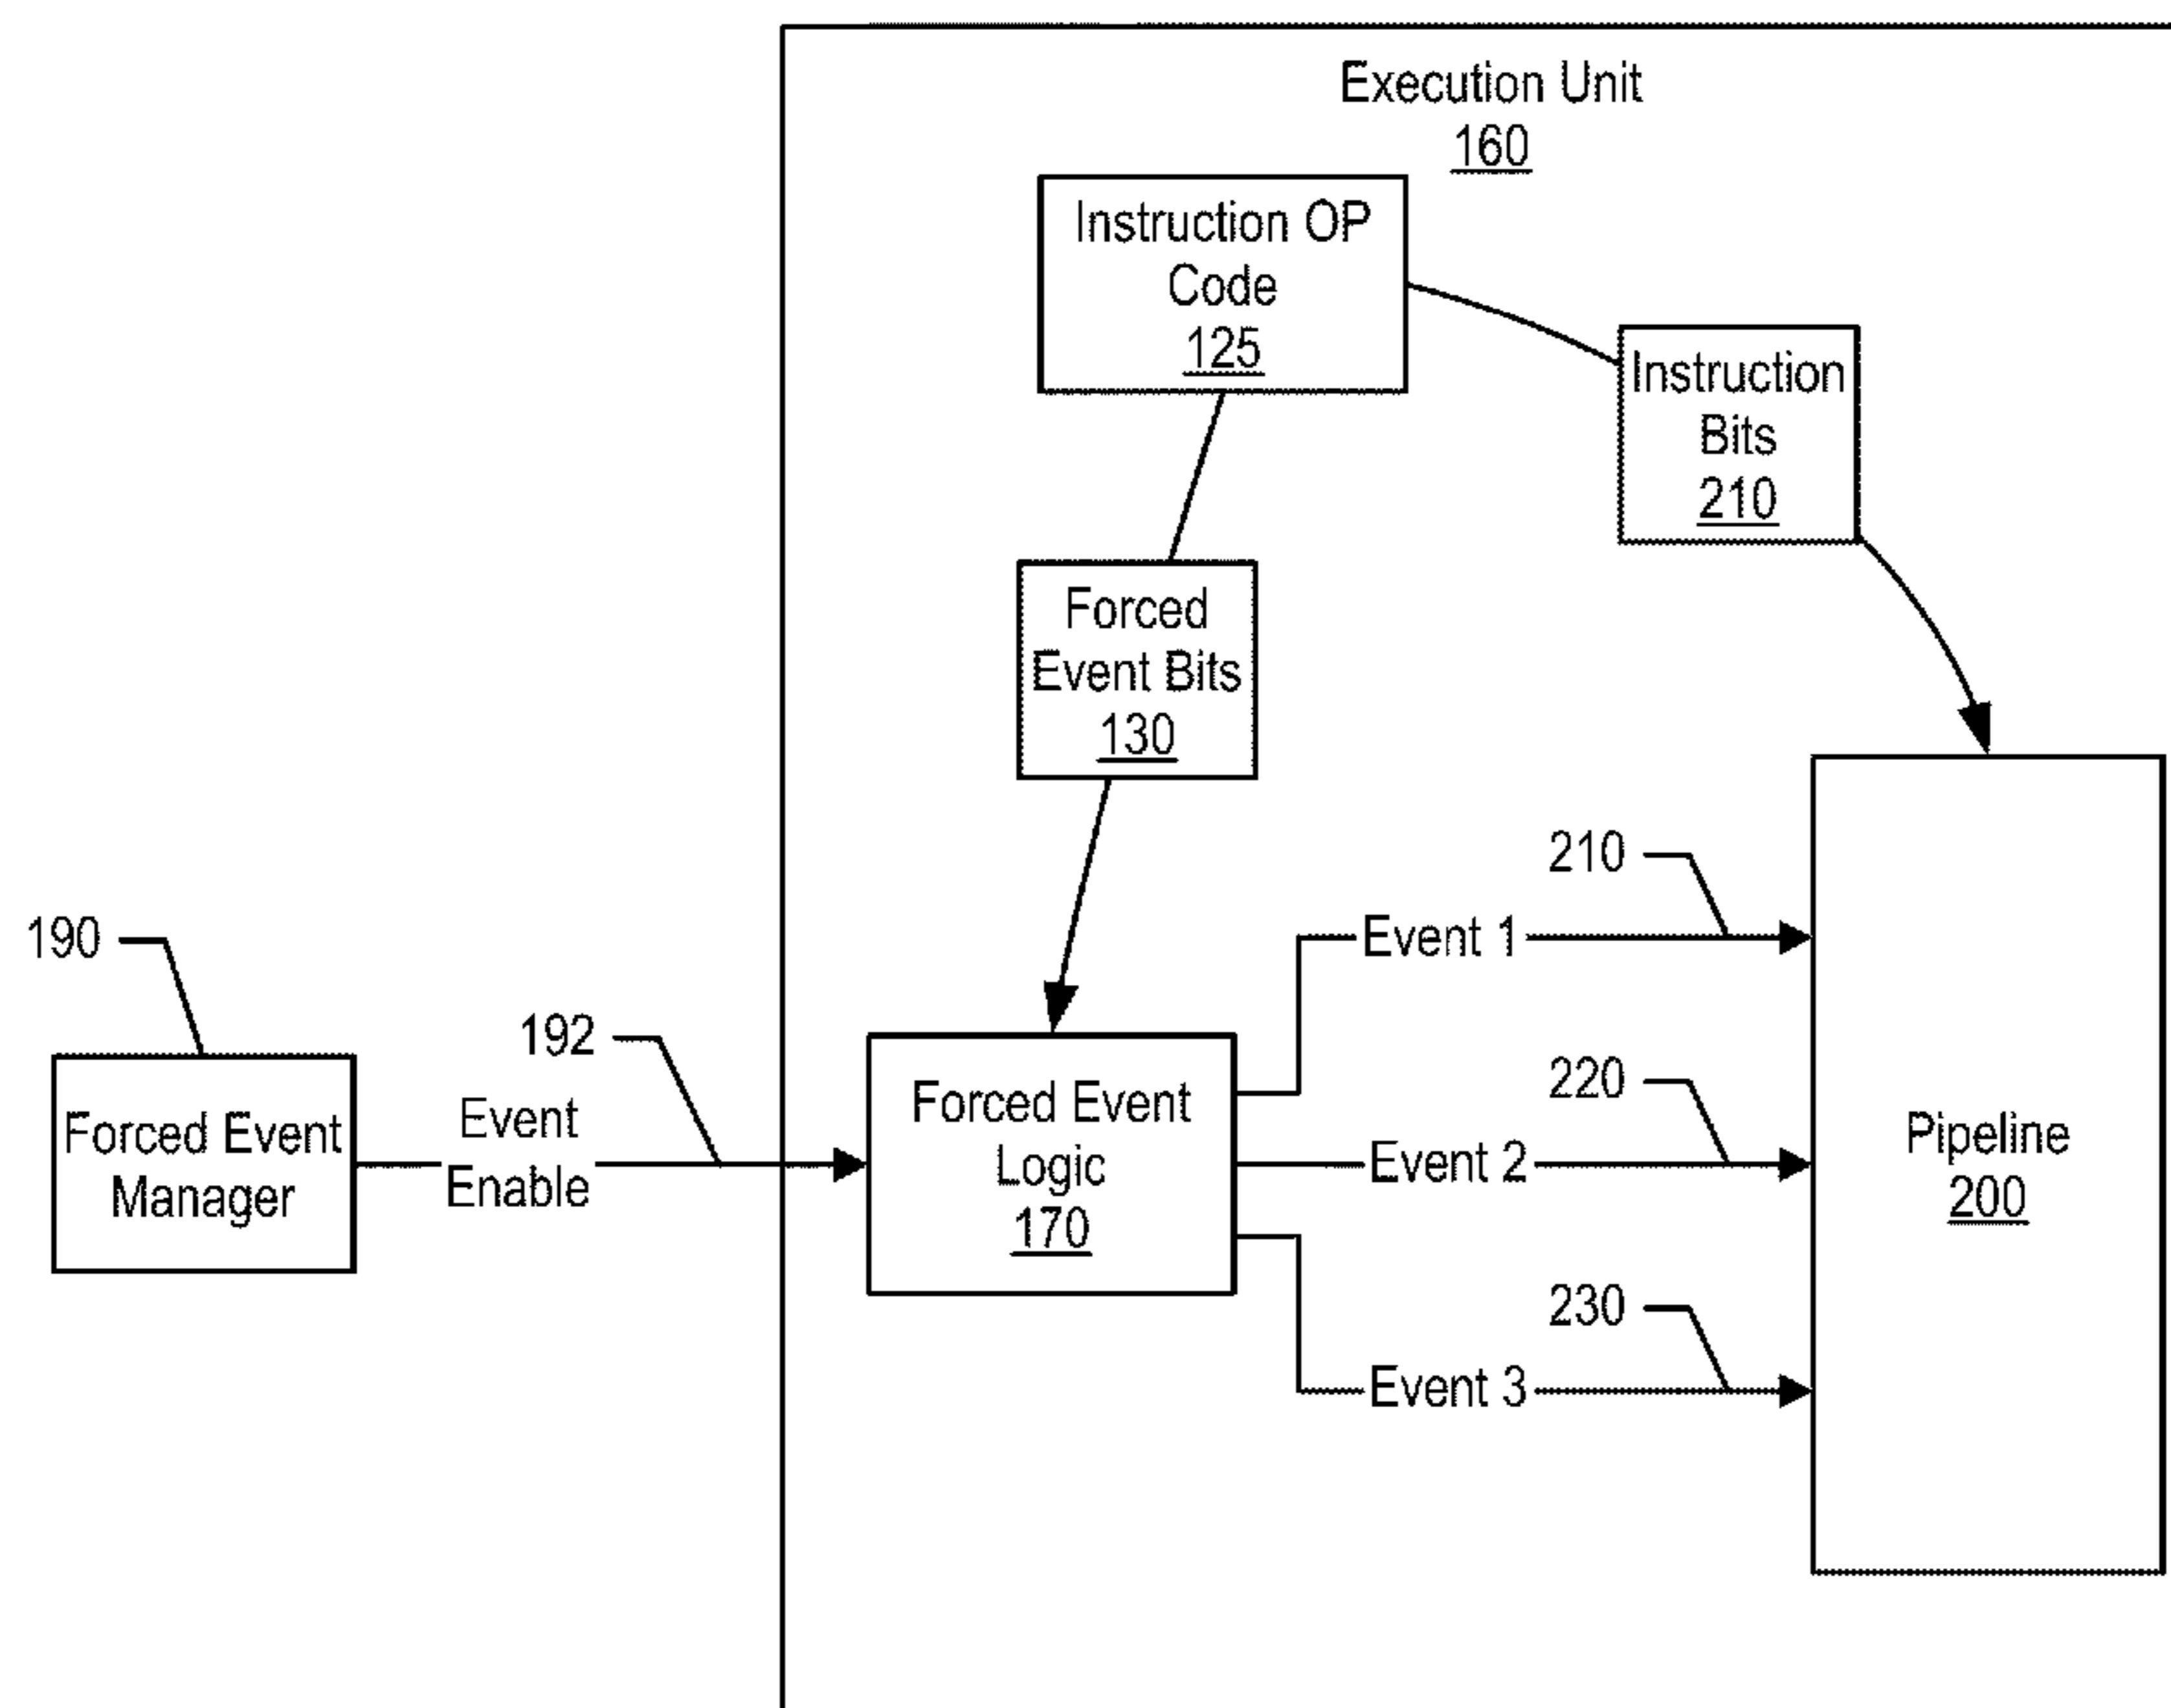 Execution Unit
160
Instruction OP
Code
125
Instruction
Bits
210
Forced
Event Bits
130
210
190
Event 1
192
220
Forced Event
Manager
Event
Enable
Forced Event
Logic
170
Event 2
Pipeline
200
230
Event 3